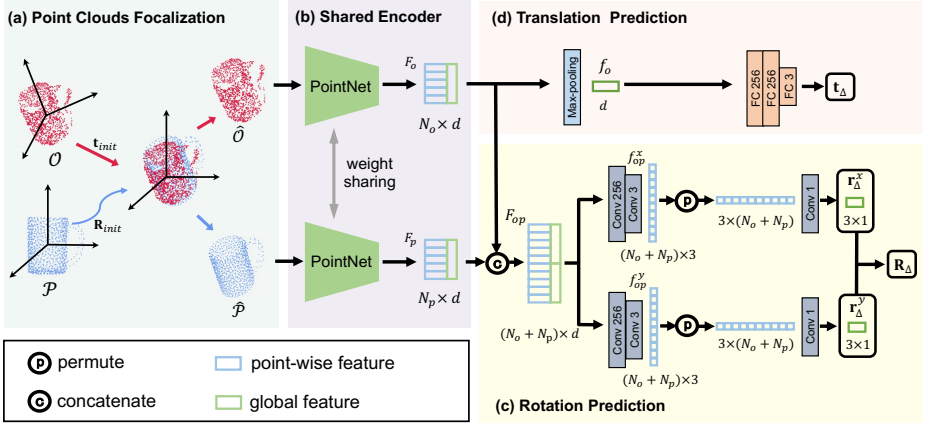 (a) Point Clouds Focalization
𝒪
t_init
R_init
𝒫
𝒪̂
𝒫̂
(b) Shared Encoder
PointNet
F_o
N_o × d
weight
sharing
PointNet
F_p
N_p × d
(d) Translation Prediction
Max-pooling
f_o
d
FC 256
FC 256
FC 3
t_Δ
F_op
c
(N_o + N_p) × d
Conv 256
Conv 3
f_op^x
(N_o + N_p)×3
p
3×(N_o + N_p)
Conv 1
r_Δ^x
3×1
R_Δ
Conv 256
Conv 3
f_op^y
(N_o + N_p)×3
p
3×(N_o + N_p)
Conv 1
r_Δ^y
3×1
(c) Rotation Prediction
p permute
point-wise feature
c concatenate
global feature